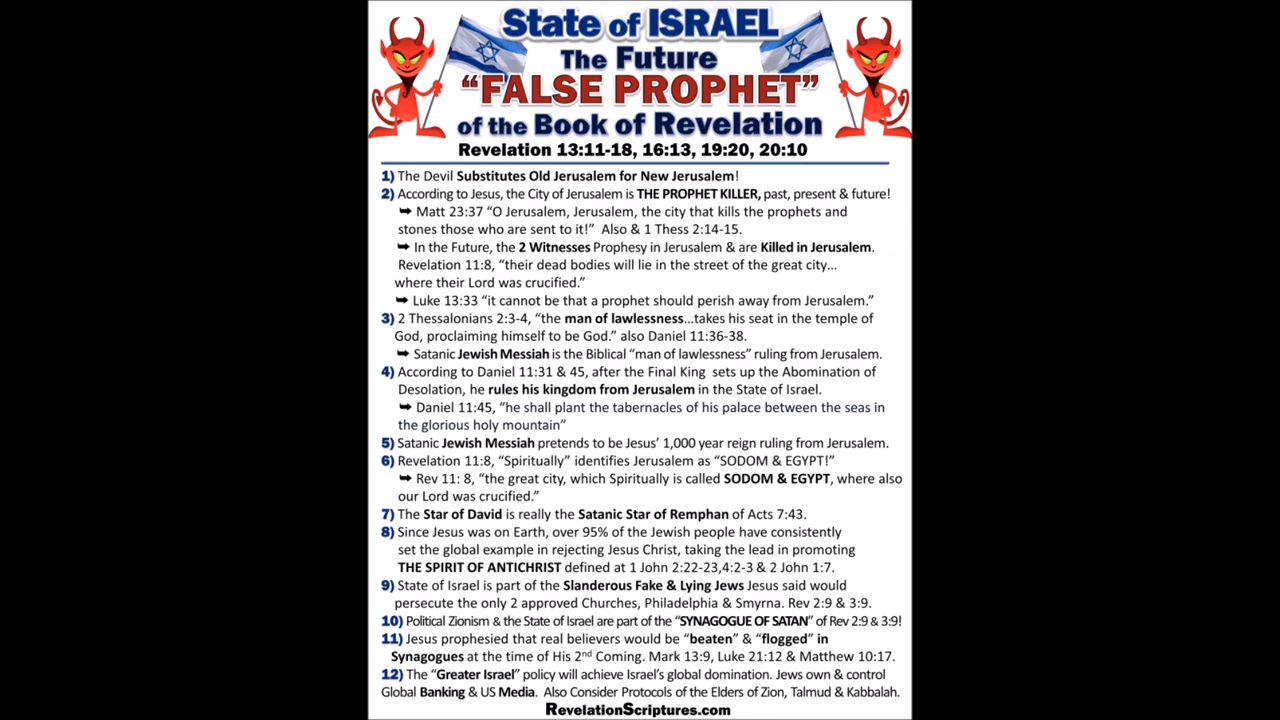 State of ISRAEL
The Future
“FALSE PROPHET”
of the Book of Revelation
Revelation 13:11-18, 16:13, 19:20, 20:10
1) The Devil Substitutes Old Jerusalem for New Jerusalem!
2) According to Jesus, the City of Jerusalem is THE PROPHET KILLER, past, present & future!
➥ Matt 23:37 “O Jerusalem, Jerusalem, the city that kills the prophets and
stones those who are sent to it!” Also & 1 Thess 2:14-15.
➥ In the Future, the 2 Witnesses Prophesy in Jerusalem & are Killed in Jerusalem.
Revelation 11:8, “their dead bodies will lie in the street of the great city…
where their Lord was crucified.”
➥ Luke 13:33 “it cannot be that a prophet should perish away from Jerusalem.”
3) 2 Thessalonians 2:3-4, “the man of lawlessness…takes his seat in the temple of
God, proclaiming himself to be God.” also Daniel 11:36-38.
➥ Satanic Jewish Messiah is the Biblical “man of lawlessness” ruling from Jerusalem.
4) According to Daniel 11:31 & 45, after the Final King sets up the Abomination of
Desolation, he rules his kingdom from Jerusalem in the State of Israel.
➥ Daniel 11:45, “he shall plant the tabernacles of his palace between the seas in
the glorious holy mountain”
5) Satanic Jewish Messiah pretends to be Jesus’ 1,000 year reign ruling from Jerusalem.
6) Revelation 11:8, “Spiritually” identifies Jerusalem as “SODOM & EGYPT!”
➥ Rev 11: 8, “the great city, which Spiritually is called SODOM & EGYPT, where also
our Lord was crucified.”
7) The Star of David is really the Satanic Star of Remphan of Acts 7:43.
8) Since Jesus was on Earth, over 95% of the Jewish people have consistently
set the global example in rejecting Jesus Christ, taking the lead in promoting
THE SPIRIT OF ANTICHRIST defined at 1 John 2:22-23,4:2-3 & 2 John 1:7.
9) State of Israel is part of the Slanderous Fake & Lying Jews Jesus said would
persecute the only 2 approved Churches, Philadelphia & Smyrna. Rev 2:9 & 3:9.
10) Political Zionism & the State of Israel are part of the “SYNAGOGUE OF SATAN” of Rev 2:9 & 3:9!
11) Jesus prophesied that real believers would be “beaten” & “flogged” in
Synagogues at the time of His 2nd Coming. Mark 13:9, Luke 21:12 & Matthew 10:17.
12) The “Greater Israel” policy will achieve Israel’s global domination. Jews own & control
Global Banking & US Media. Also Consider Protocols of the Elders of Zion, Talmud & Kabbalah.
RevelationScriptures.com